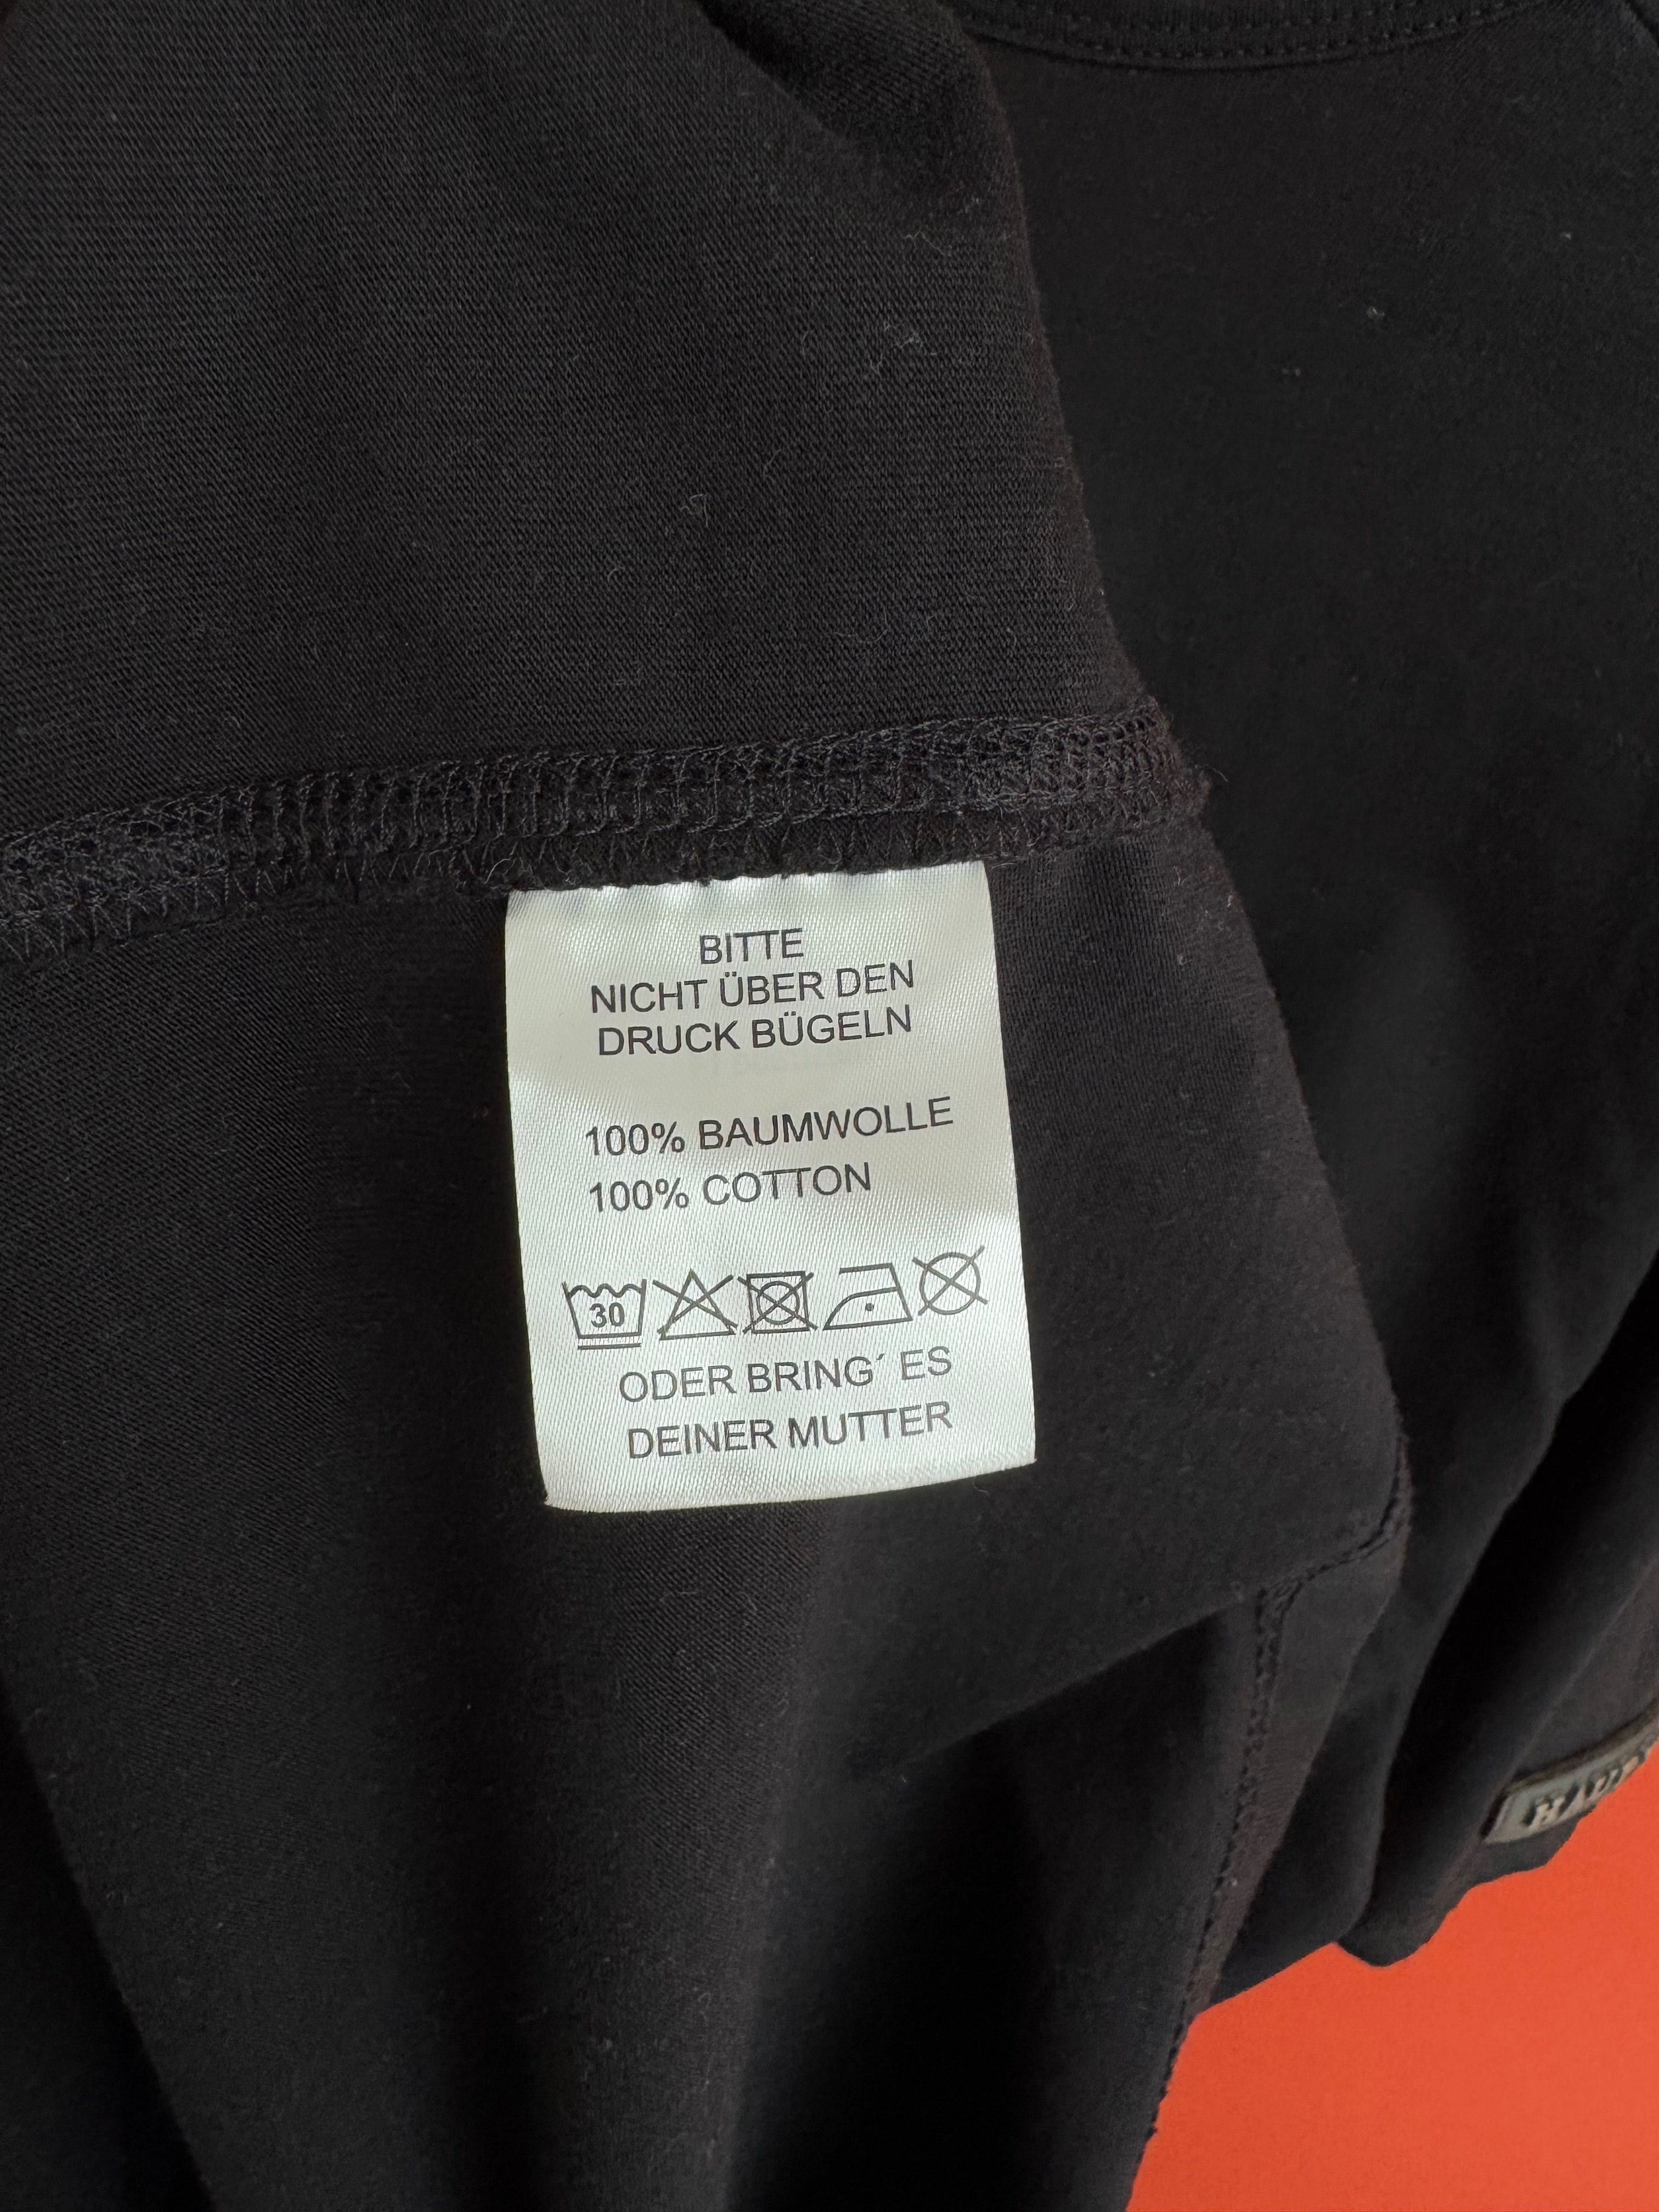 BITTE
NICHT ÜBER DEN
DRUCK BÜGELN
100% BAUMWOLLE
100% COTTON
30
ODER BRING´ ES
DEINER MUTTER